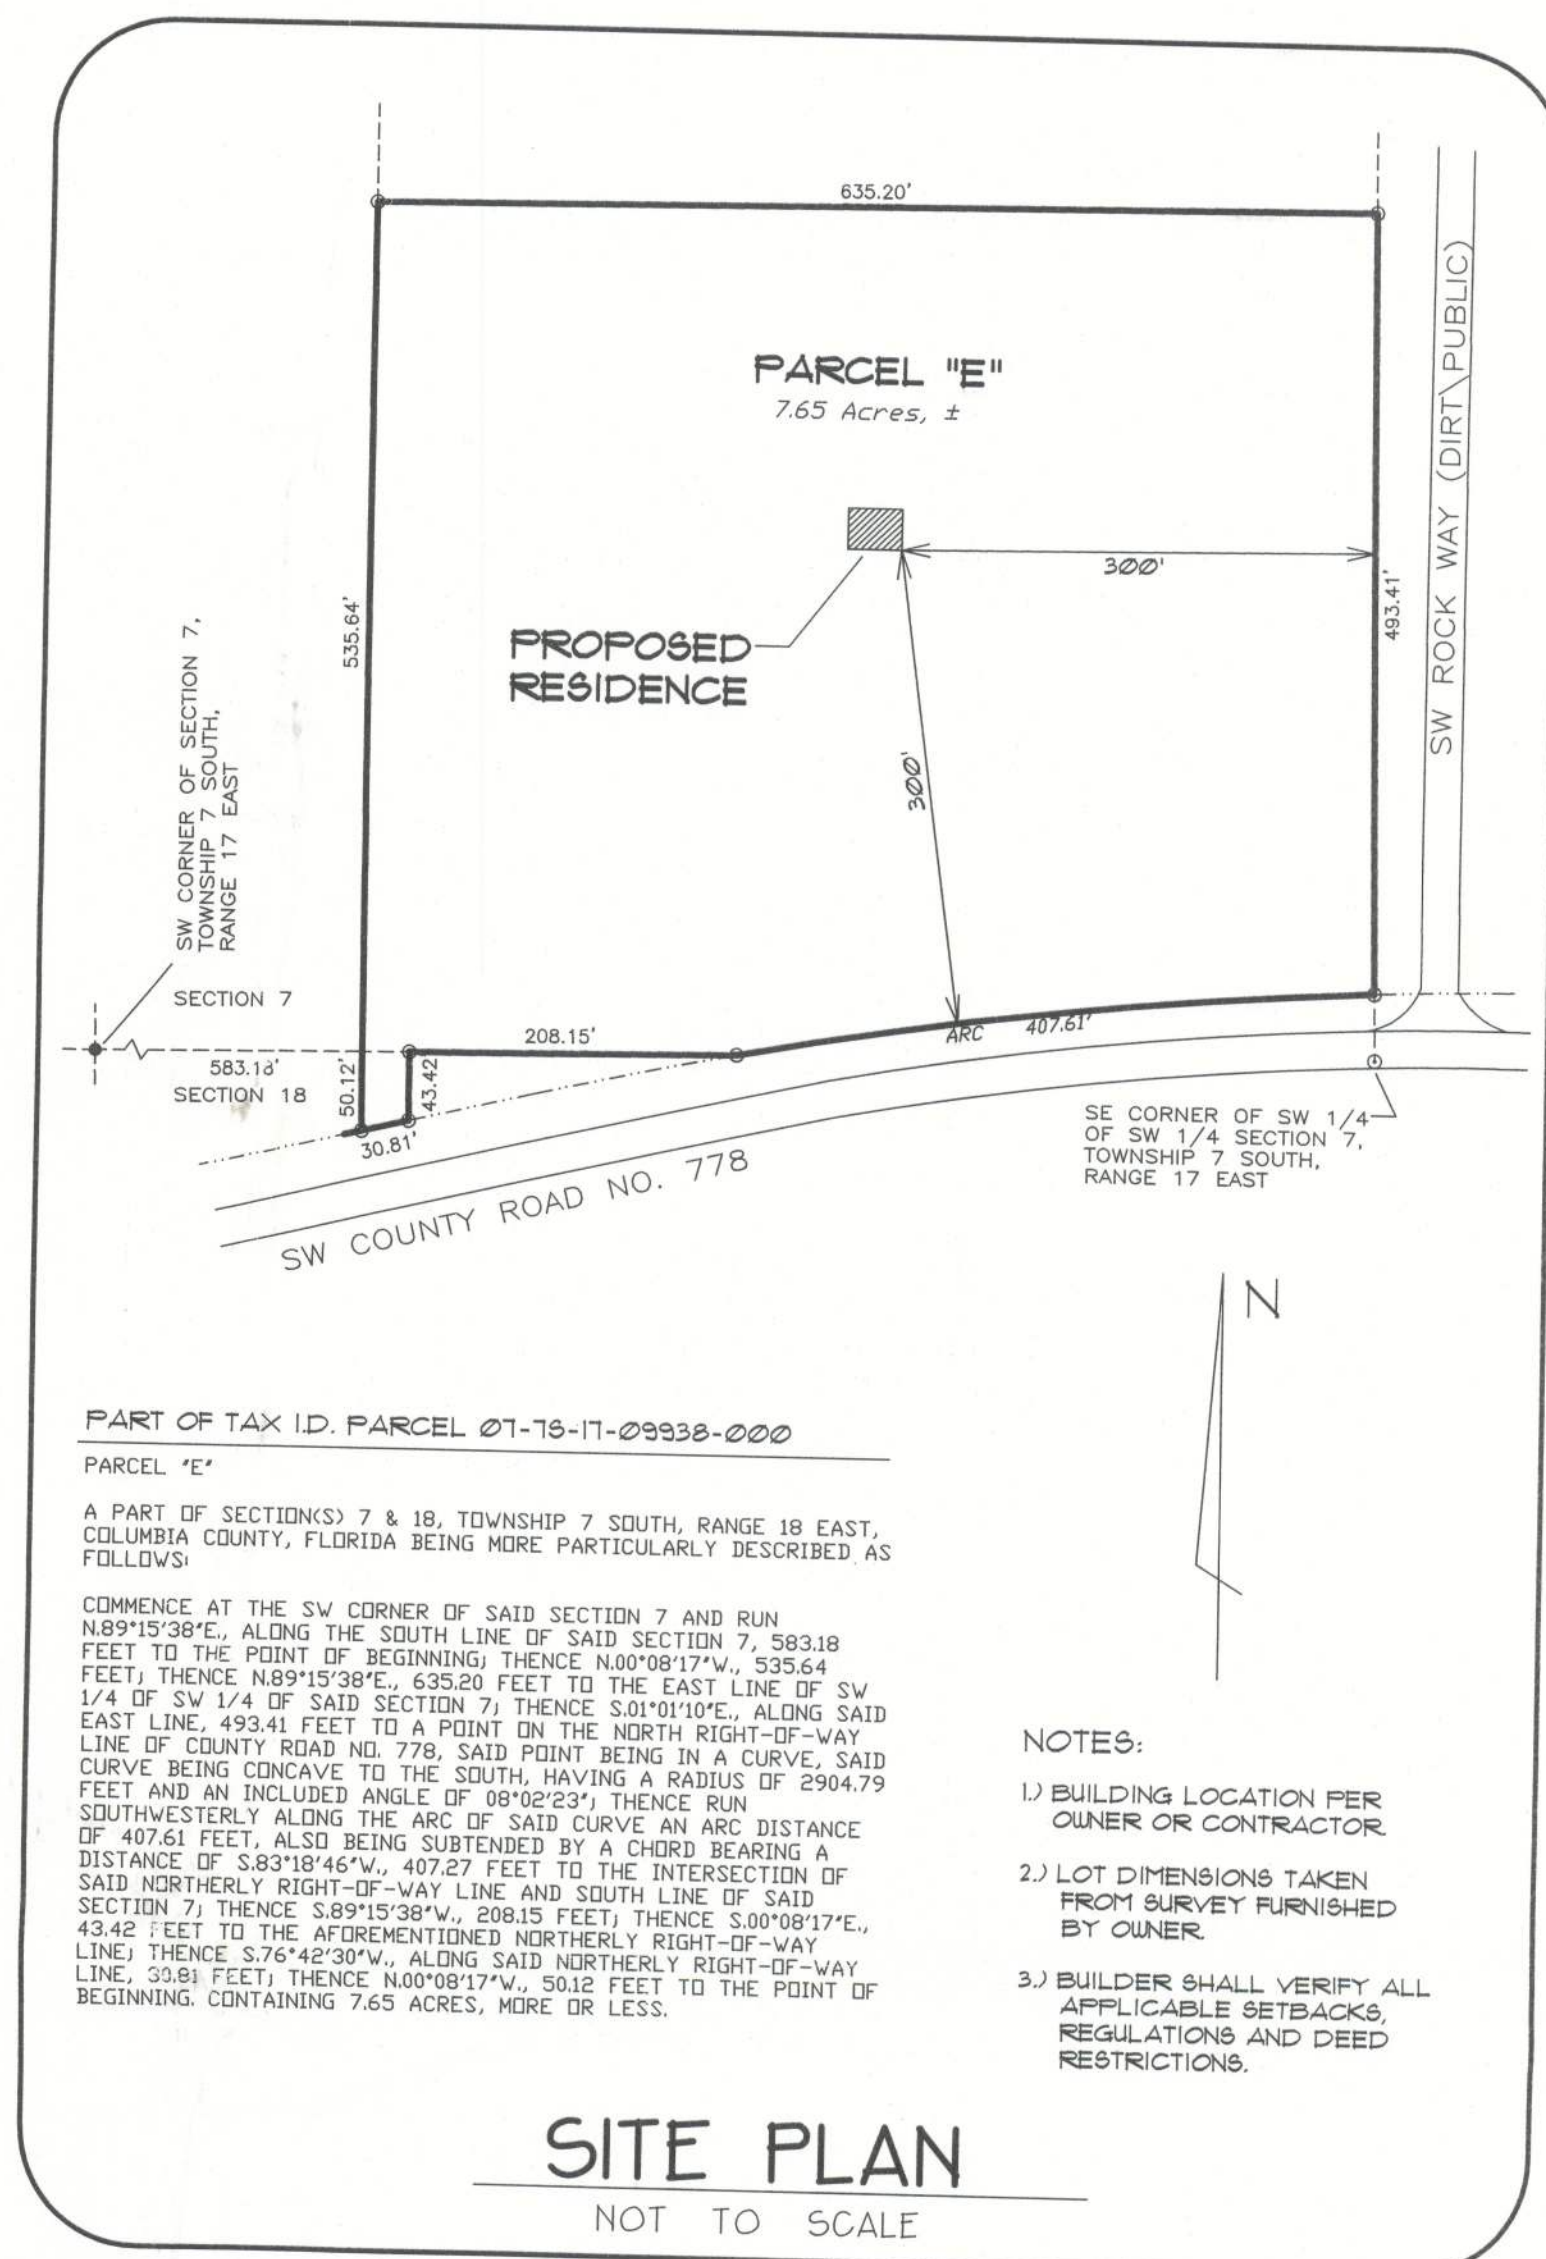 635.20'
PARCEL "E"
7.65 Acres, ±
SW ROCK WAY (DIRT\PUBLIC)
300'
493.41'
535.64'
PROPOSED
RESIDENCE
300'
SW CORNER OF SECTION 7,
TOWNSHIP 7 SOUTH,
RANGE 17 EAST
SECTION 7
583.18'
SECTION 18
50.12'
43.42'
30.81'
208.15'
ARC 407.61'
SE CORNER OF SW 1/4
OF SW 1/4 SECTION 7,
TOWNSHIP 7 SOUTH,
RANGE 17 EAST
SW COUNTY ROAD NO. 778
N
PART OF TAX I.D. PARCEL 07-7S-17-09938-000
PARCEL "E"
A PART OF SECTION(S) 7 & 18, TOWNSHIP 7 SOUTH, RANGE 18 EAST,
COLUMBIA COUNTY, FLORIDA BEING MORE PARTICULARLY DESCRIBED AS
FOLLOWS:
COMMENCE AT THE SW CORNER OF SAID SECTION 7 AND RUN
N.89°15'38"E., ALONG THE SOUTH LINE OF SAID SECTION 7, 583.18
FEET TO THE POINT OF BEGINNING; THENCE N.00°08'17"W., 535.64
FEET; THENCE N.89°15'38"E., 635.20 FEET TO THE EAST LINE OF SW
1/4 OF SW 1/4 OF SAID SECTION 7; THENCE S.01°01'10"E., ALONG SAID
EAST LINE, 493.41 FEET TO A POINT ON THE NORTH RIGHT-OF-WAY
LINE OF COUNTY ROAD NO. 778, SAID POINT BEING IN A CURVE, SAID
CURVE BEING CONCAVE TO THE SOUTH, HAVING A RADIUS OF 2904.79
FEET AND AN INCLUDED ANGLE OF 08°02'23"; THENCE RUN
SOUTHWESTERLY ALONG THE ARC OF SAID CURVE AN ARC DISTANCE
OF 407.61 FEET, ALSO BEING SUBTENDED BY A CHORD BEARING A
DISTANCE OF S.83°18'46"W., 407.27 FEET TO THE INTERSECTION OF
SAID NORTHERLY RIGHT-OF-WAY LINE AND SOUTH LINE OF SAID
SECTION 7; THENCE S.89°15'38"W., 208.15 FEET; THENCE S.00°08'17"E.,
43.42 FEET TO THE AFOREMENTIONED NORTHERLY RIGHT-OF-WAY
LINE; THENCE S.76°42'30"W., ALONG SAID NORTHERLY RIGHT-OF-WAY
LINE, 30.81 FEET; THENCE N.00°08'17"W., 50.12 FEET TO THE POINT OF
BEGINNING. CONTAINING 7.65 ACRES, MORE OR LESS.
NOTES:
1.) BUILDING LOCATION PER
OWNER OR CONTRACTOR.
2.) LOT DIMENSIONS TAKEN
FROM SURVEY FURNISHED
BY OWNER.
3.) BUILDER SHALL VERIFY ALL
APPLICABLE SETBACKS,
REGULATIONS AND DEED
RESTRICTIONS.
SITE PLAN
NOT TO SCALE